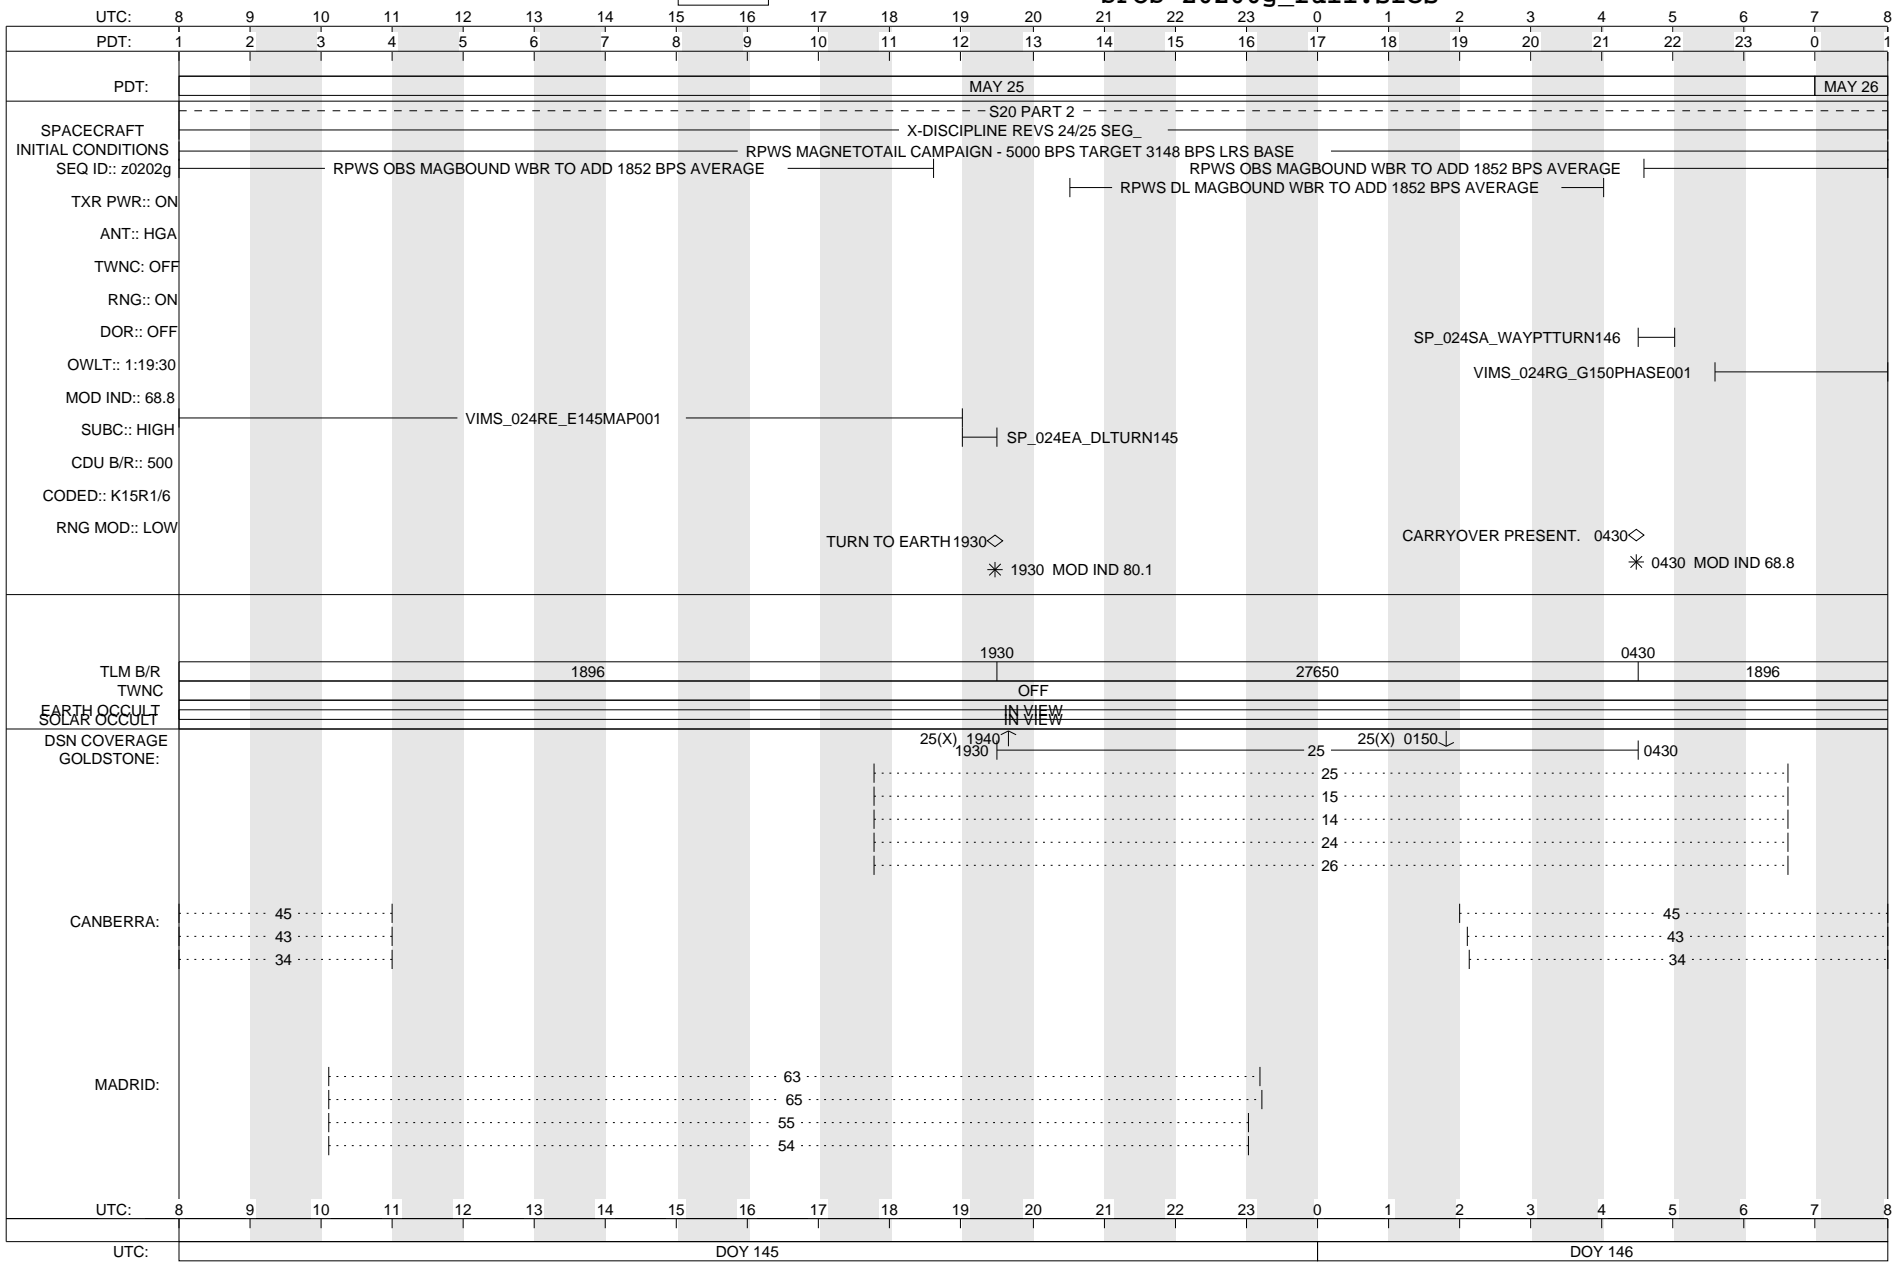 UTC: 8 9 10 11 12 13 14 15 16 17 18 19 20 21 22 23 0 1 2 3 4 5 6 7 8
PDT: 1 2 3 4 5 6 7 8 9 10 11 12 13 14 15 16 17 18 19 20 21 22 23 0 1
PDT: MAY 25 MAY 26
S20 PART 2
SPACECRAFT X-DISCIPLINE REVS 24/25 SEG_
INITIAL CONDITIONS RPWS MAGNETOTAIL CAMPAIGN - 5000 BPS TARGET 3148 BPS LRS BASE
SEQ ID:: z0202g RPWS OBS MAGBOUND WBR TO ADD 1852 BPS AVERAGE RPWS OBS MAGBOUND WBR TO ADD 1852 BPS AVERAGE
RPWS DL MAGBOUND WBR TO ADD 1852 BPS AVERAGE
TXR PWR:: ON
ANT:: HGA
TWNC: OFF
RNG:: ON
DOR:: OFF SP_024SA_WAYPTTURN146
OWLT:: 1:19:30 VIMS_024RG_G150PHASE001
MOD IND:: 68.8
VIMS_024RE_E145MAP001
SUBC:: HIGH SP_024EA_DLTURN145
CDU B/R:: 500
CODED:: K15R1/6
RNG MOD:: LOW
TURN TO EARTH 1930 CARRYOVER PRESENT. 0430
1930 MOD IND 80.1 0430 MOD IND 68.8
1930 0430
TLM B/R 1896 27650 1896
TWNC OFF
EARTH OCCULT IN VIEW
SOLAR OCCULT IN VIEW
DSN COVERAGE 25(X) 1940 25(X) 0150
1930 25 0430
GOLDSTONE:
25
15
14
24
26
CANBERRA: 45 45
43 43
34 34
MADRID: 63
65
55
54
UTC: 8 9 10 11 12 13 14 15 16 17 18 19 20 21 22 23 0 1 2 3 4 5 6 7 8
UTC: DOY 145 DOY 146